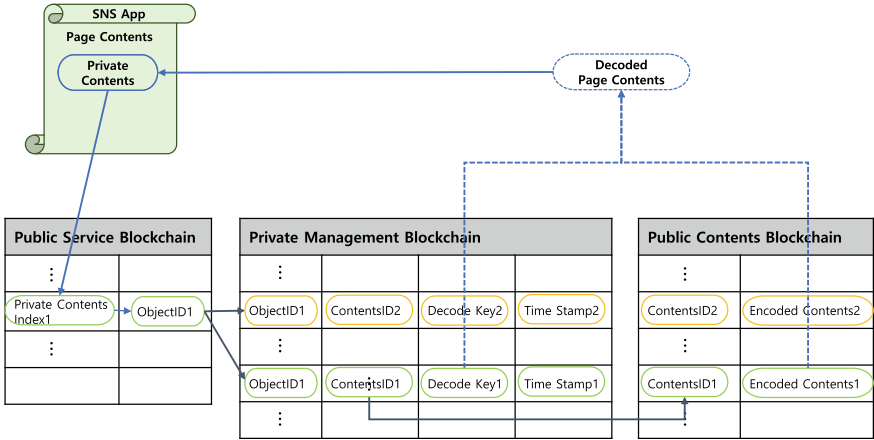 SNS App
Page Contents
Private
Contents
Decoded
Page Contents
Public Service Blockchain
Private Contents
Index1
ObjectID1
Private Management Blockchain
ObjectID1
ContentsID2
Decode Key2
Time Stamp2
ObjectID1
ContentsID1
Decode Key1
Time Stamp1
Public Contents Blockchain
ContentsID2
Encoded Contents2
ContentsID1
Encoded Contents1